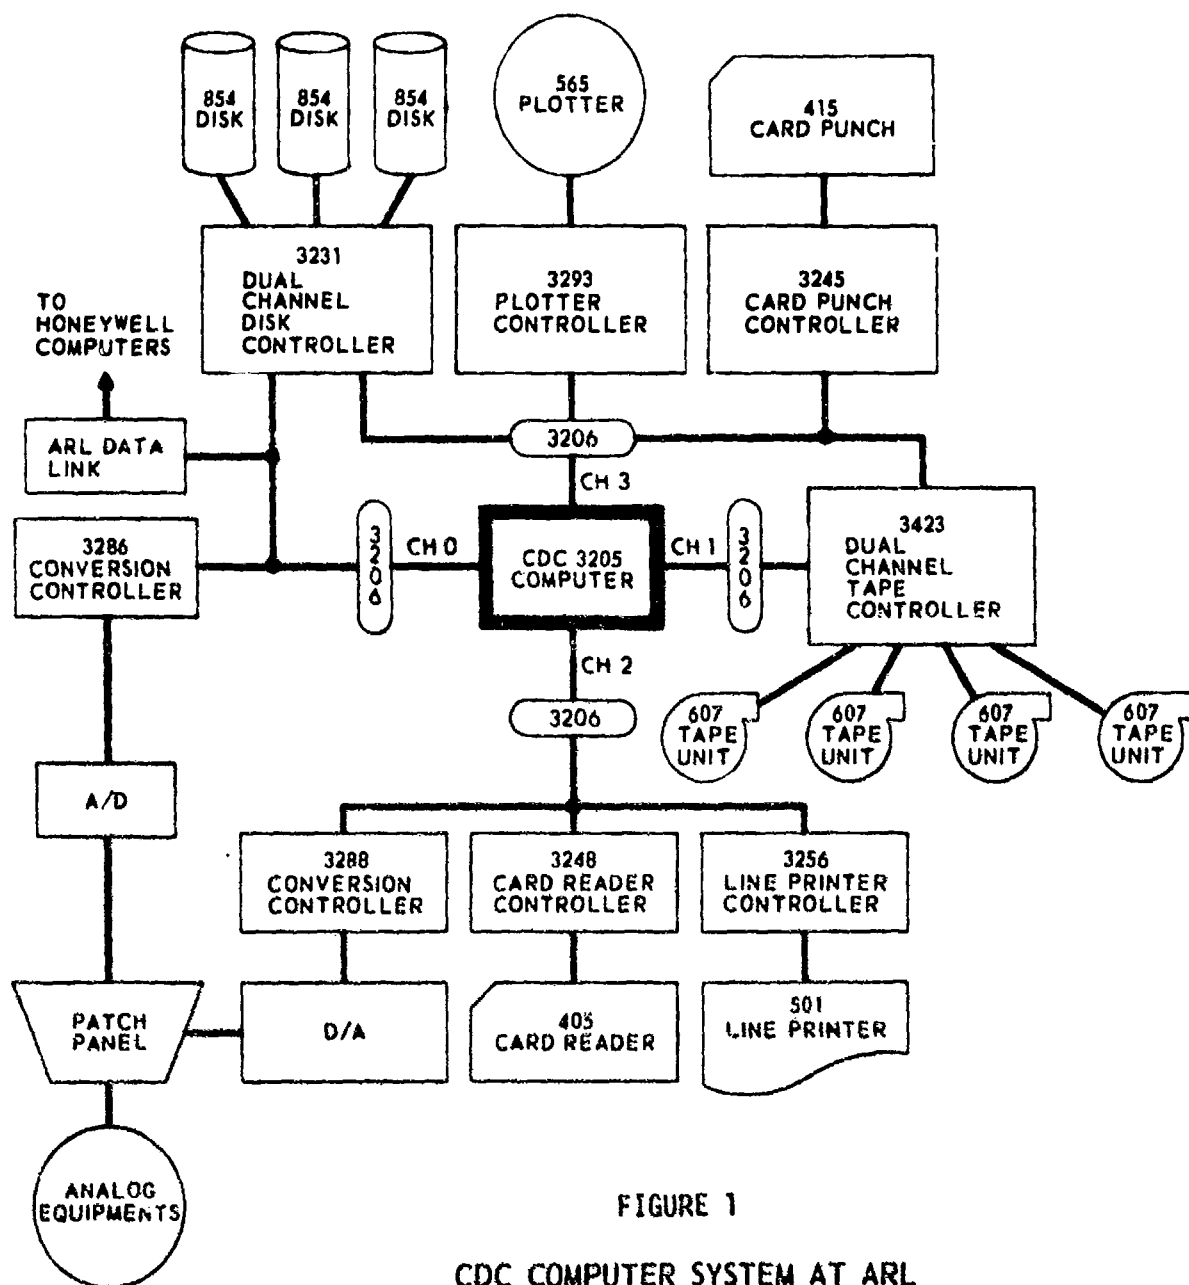 854
DISK
854
DISK
854
DISK
565
PLOTTER
415
CARD PUNCH
3231
DUAL
CHANNEL
DISK
CONTROLLER
3293
PLOTTER
CONTROLLER
3245
CARD PUNCH
CONTROLLER
TO
HONEYWELL
COMPUTERS
ARL DATA
LINK
3206
CH 3
3286
CONVERSION
CONTROLLER
3206
CH 0
CDC 3205
COMPUTER
CH 1
3206
3423
DUAL
CHANNEL
TAPE
CONTROLLER
CH 2
3206
607
TAPE
UNIT
607
TAPE
UNIT
607
TAPE
UNIT
607
TAPE
UNIT
A/D
3288
CONVERSION
CONTROLLER
3248
CARD READER
CONTROLLER
3256
LINE PRINTER
CONTROLLER
PATCH
PANEL
D/A
405
CARD READER
501
LINE PRINTER
ANALOG
EQUIPMENTS
FIGURE 1
CDC COMPUTER SYSTEM AT ARL